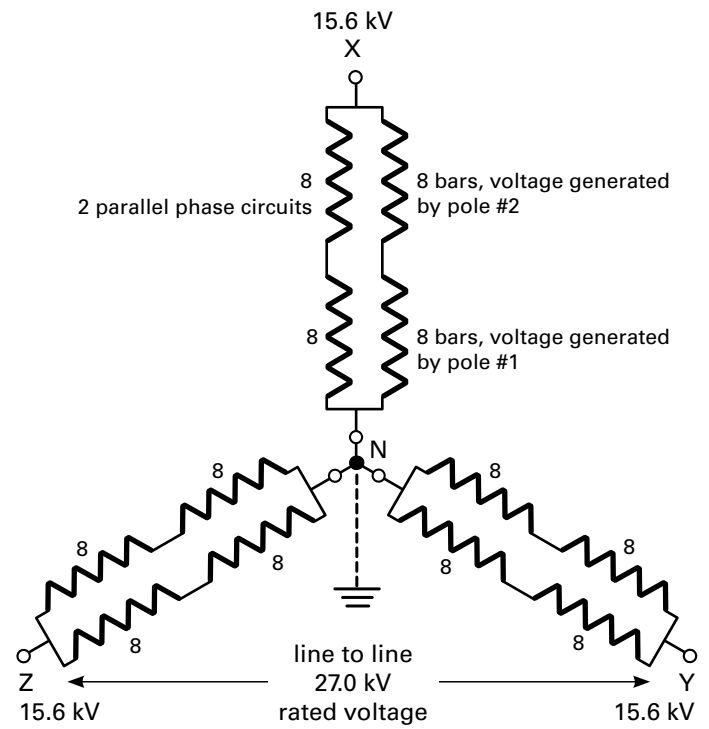 15.6 kV
X
8
8 bars, voltage generated
2 parallel phase circuits
by pole #2
8
8 bars, voltage generated
by pole #1
N
8
8
8
8
8
8
8
8
line to line
27.0 kV
rated voltage
Z
Y
15.6 kV
15.6 kV